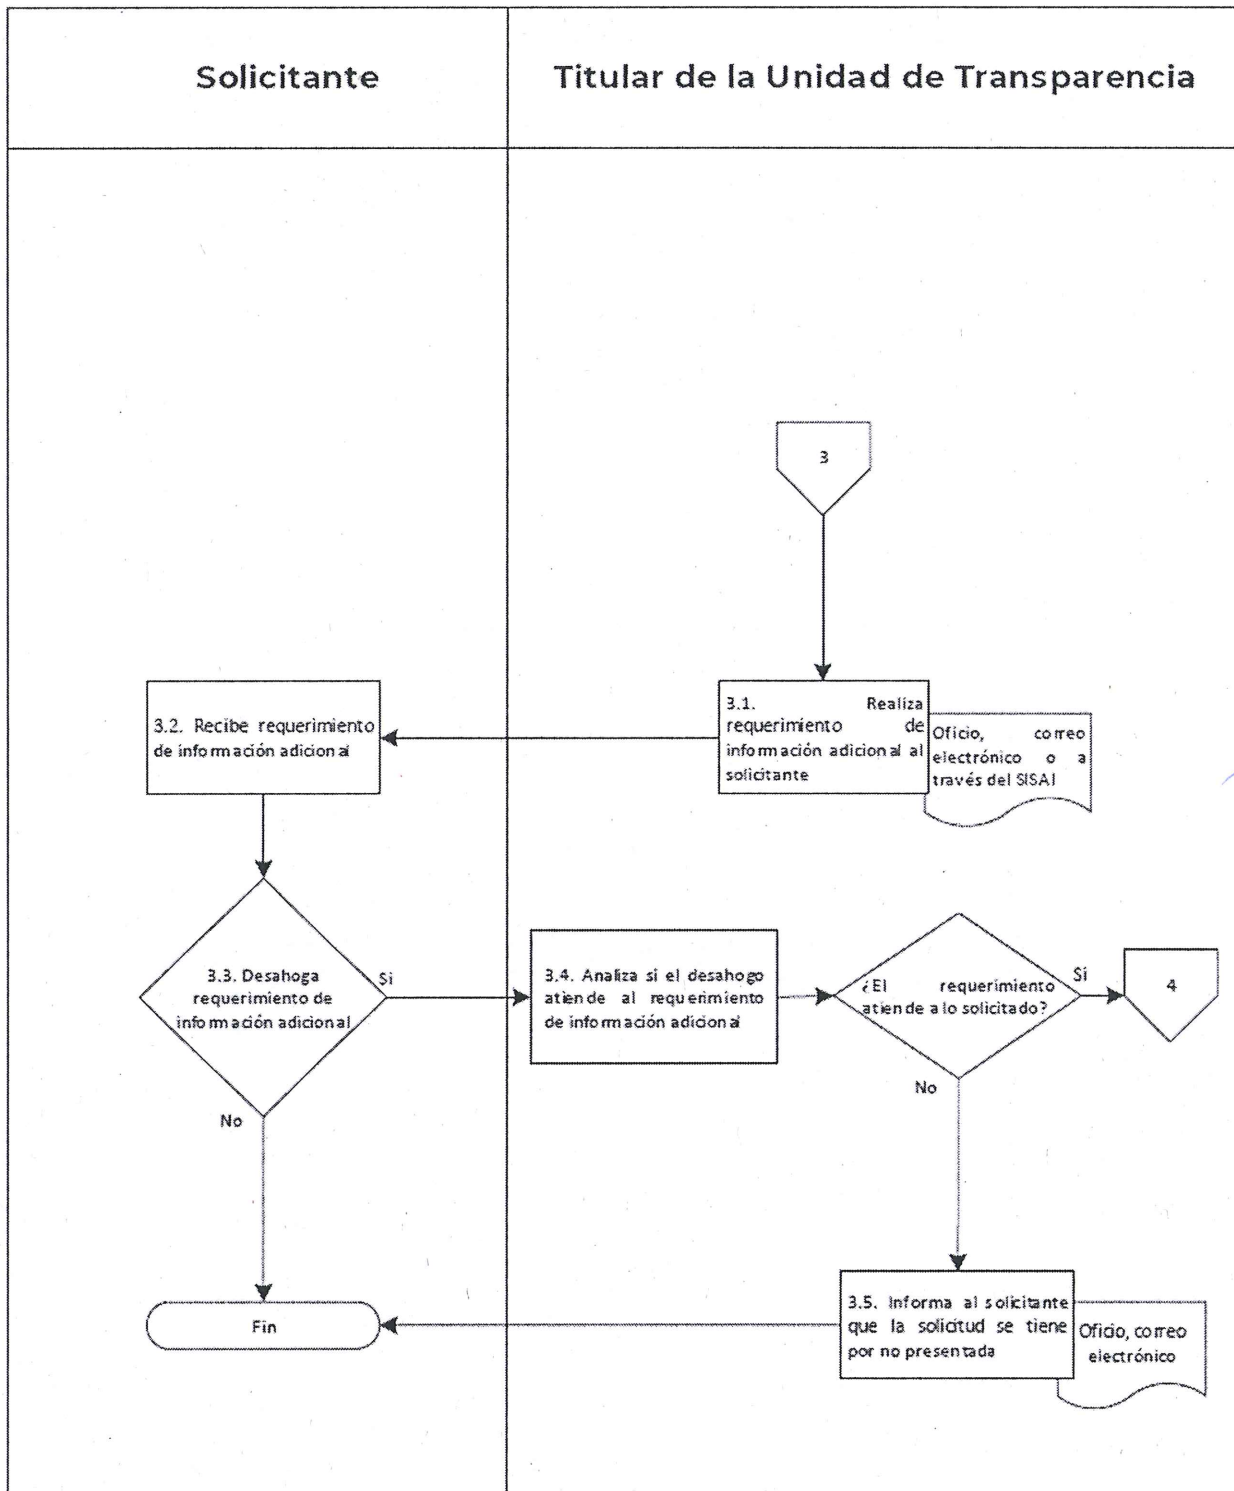 Solicitante
Titular de la Unidad de Transparencia
3
3.1. Realiza
requerimiento de
información adicional al
solicitante
Oficio, correo
electrónico o a
través del SISAI
3.2. Recibe requerimiento
de información adicional
3.3. Desahoga
requerimiento de
información adicional
Si
3.4. Analiza si el desahogo
atiende al requerimiento
de información adicional
¿El requerimiento
atiende a lo solicitado?
Sí
4
No
No
3.5. Informa al solicitante
que la solicitud se tiene
por no presentada
Oficio, correo
electrónico
Fin